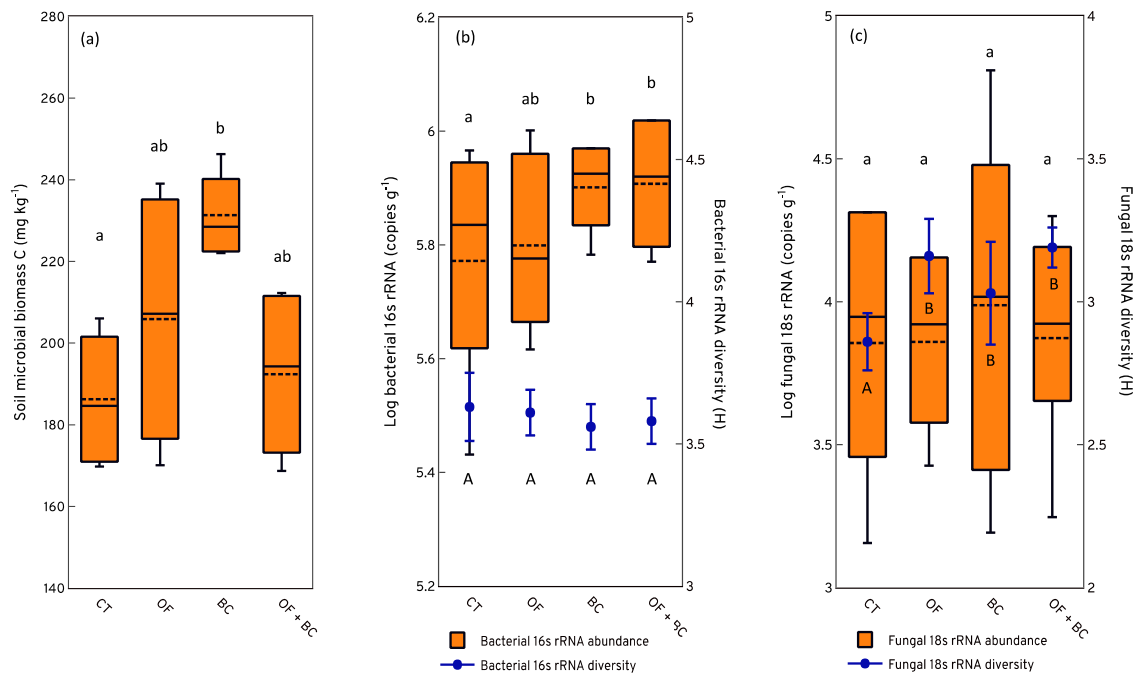 (a)
Soil microbial biomass C (mg kg⁻¹)
280
260
240
220
200
180
160
140
a
ab
b
ab
CT
OF
BC
OF + BC
(b)
Log bacterial 16s rRNA (copies g⁻¹)
6.2
6
5.8
5.6
5.4
5.2
a
ab
b
b
A
A
A
A
5
4.5
4
3.5
3
Bacterial 16s rRNA diversity (H)
CT
OF
BC
OF + BC
Bacterial 16s rRNA abundance
Bacterial 16s rRNA diversity
(c)
Log fungal 18s rRNA (copies g⁻¹)
5
4.5
4
3.5
3
a
a
a
a
A
B
B
B
4
3.5
3
2.5
2
Fungal 18s rRNA diversity (H)
CT
OF
BC
OF + BC
Fungal 18s rRNA abundance
Fungal 18s rRNA diversity